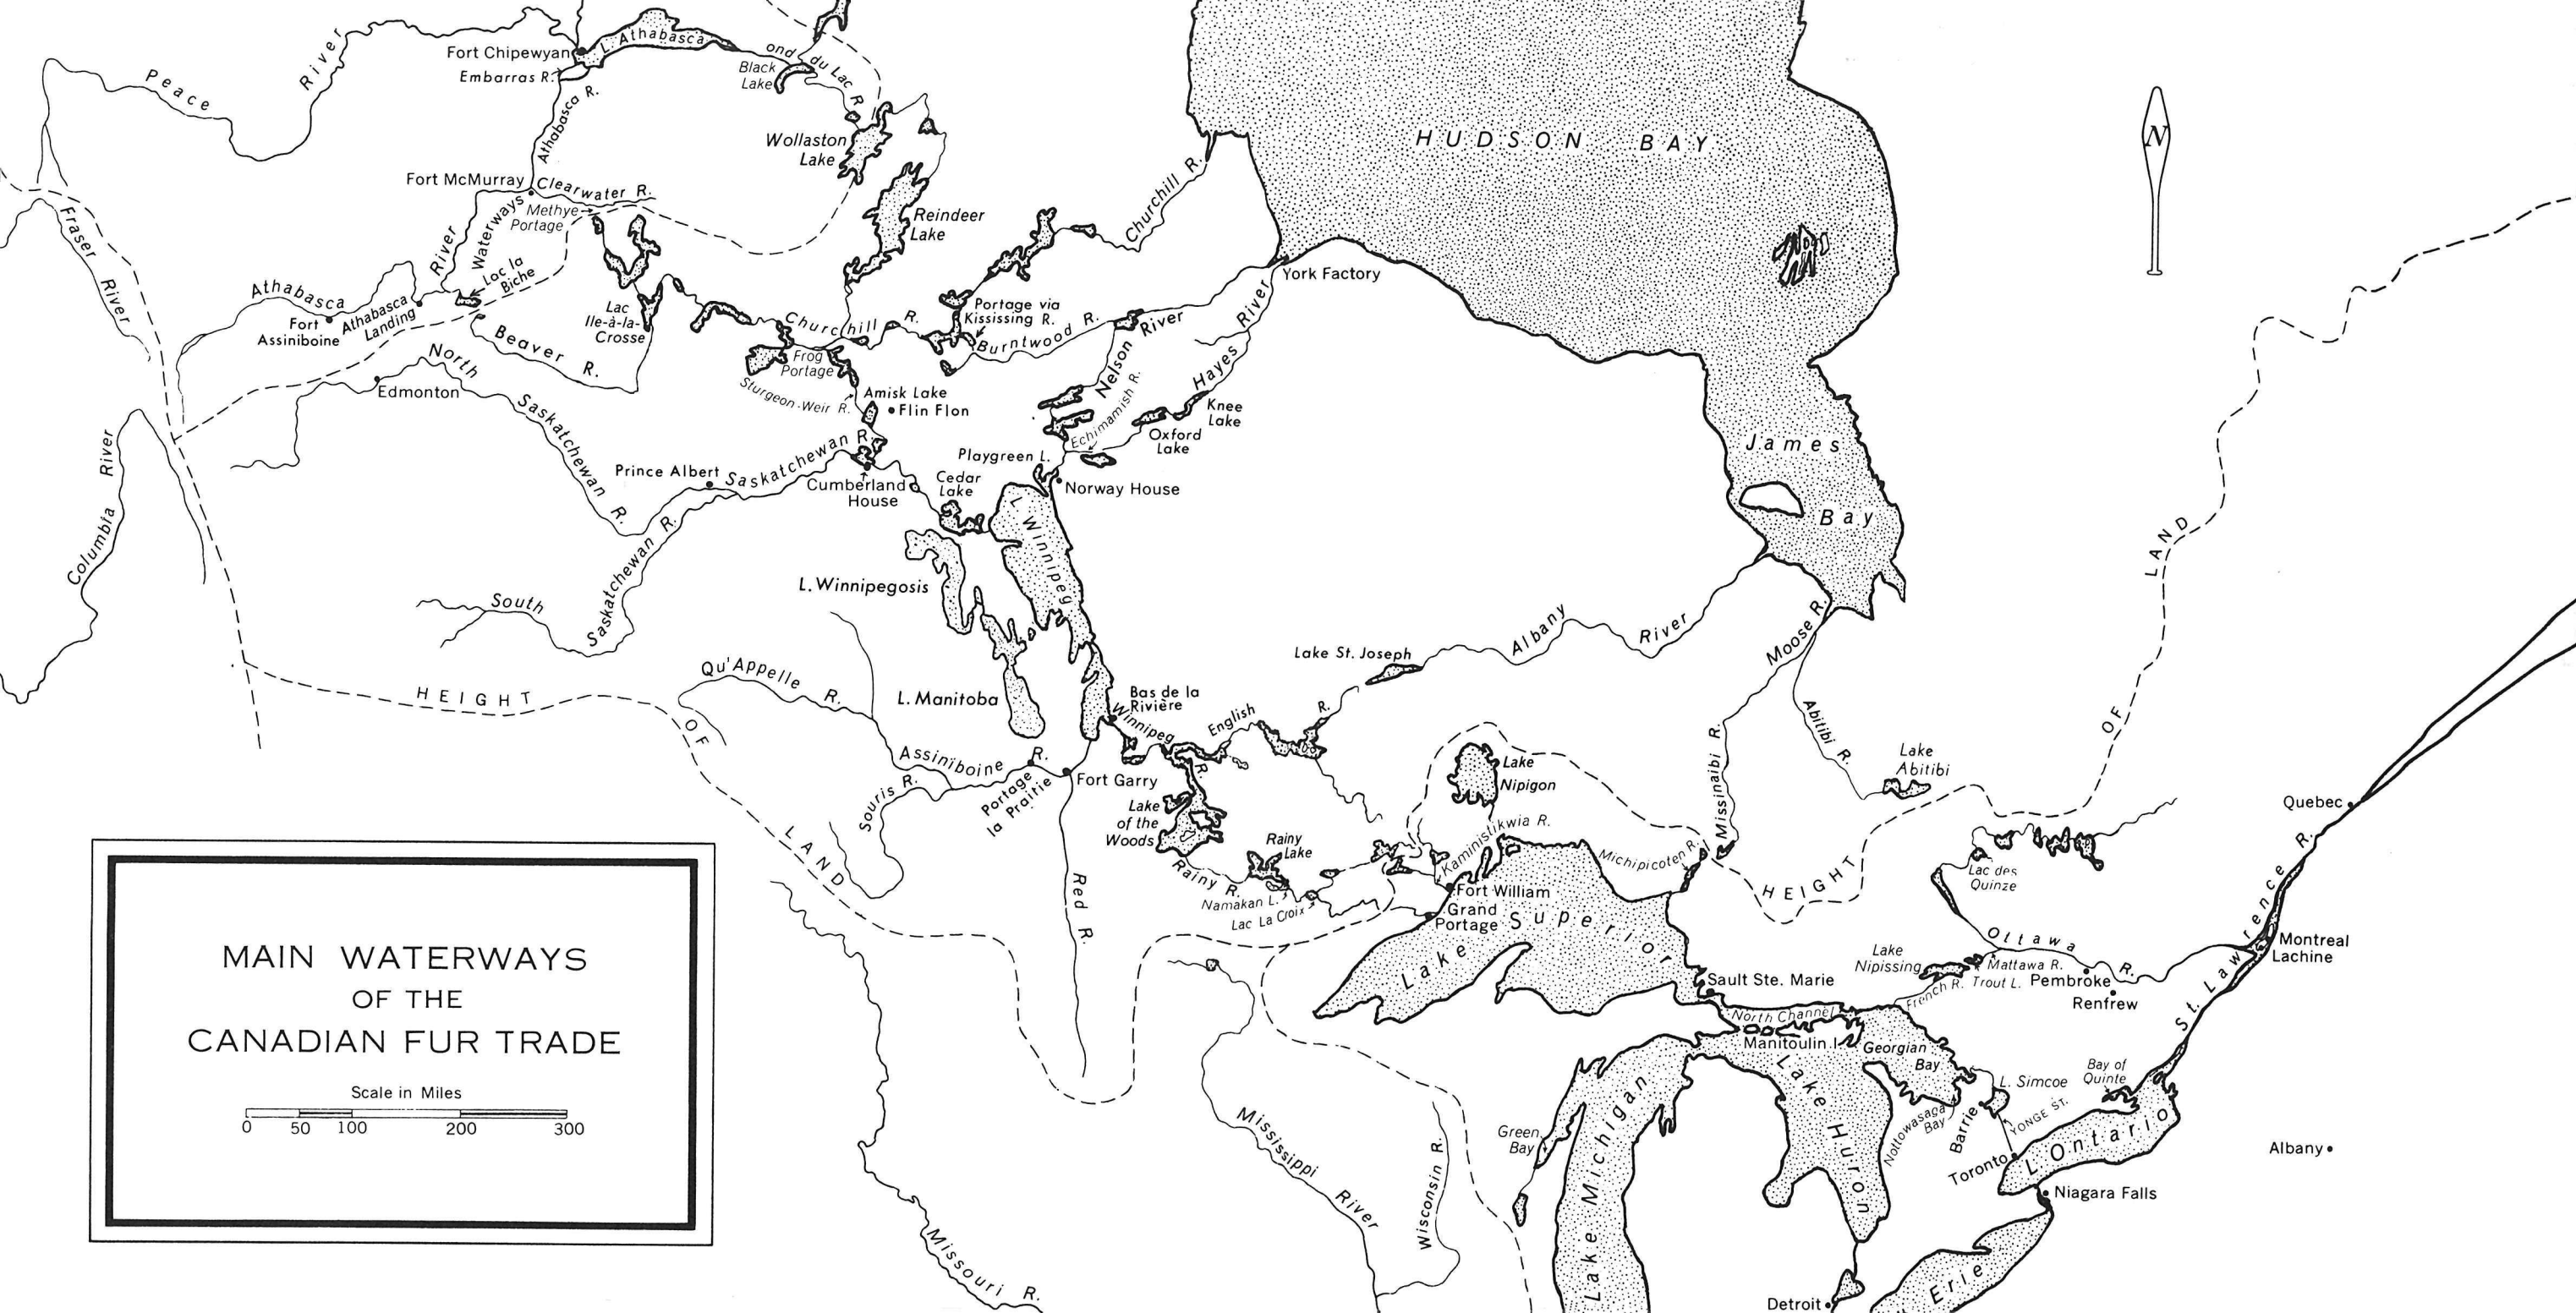 Peace
River
Fort Chipewyan
L. Athabasca
Embarras R.
Athabasca R.
Black
Lake
ond
du Lac R
Wollaston
Lake
Fort McMurray
Clearwater R.
Methye
Portage
Waterways
River
Loc la
Biche
Athabasca
Athabasca
Landing
Fort
Assiniboine
Fraser
River
Beaver R.
Lac
Ile-à-la-
Crosse
Reindeer
Lake
Churchill R.
Churchill R.
Frog
Portage
Portage via
Kississing R.
Burntwood R.
Nelson River
Sturgeon-Weir R.
Amisk Lake
Flin Flon
HUDSON BAY
N
York Factory
River
Hayes
Echimamish R.
Knee
Lake
Oxford
Lake
Playgreen L.
Norway House
James
Bay
Edmonton
North
Saskatchewan
R.
Columbia
River
Prince Albert
Saskatchewan R.
Cumberland
House
Cedar
Lake
L Winnipeg
South
Saskatchewan R.
L. Winnipegosis
L. Manitoba
Qu'Appelle R.
HEIGHT
OF
LAND
Assiniboine R.
Souris R.
Portage
la Prairie
Fort Garry
Red R.
Bas de la
Rivière
Winnipeg
R
English
R.
Lake St. Joseph
Albany
River
Moose R.
Missinaibi R.
Abitibi R.
Lake
Abitibi
Lake
of the
Woods
Rainy
Lake
Rainy R.
Namakan L.
Lac La Croix
Lake
Nipigon
Kaministikwia R.
Fort William
Grand
Portage
Lake Superior
Michipicoten R.
HEIGHT
OF
LAND
Lac des
Quinze
Quebec
Ottawa
R.
Mattawa R.
Lake
Nipissing
French R.
Trout L.
Pembroke
Renfrew
St. Lawrence R.
Montreal
Lachine
Sault Ste. Marie
North Channel
Manitoulin I.
Georgian
Bay
Lake Huron
L. Simcoe
Bay of
Quinte
YONGE ST.
Nottawasaga
Bay
Barrie
Toronto
L Ontario
Niagara Falls
Albany
Erie
Detroit
Green
Bay
Lake Michigan
Wisconsin R.
Mississippi
River
Missouri R.
MAIN WATERWAYS
OF THE
CANADIAN FUR TRADE
Scale in Miles
0 50 100 200 300